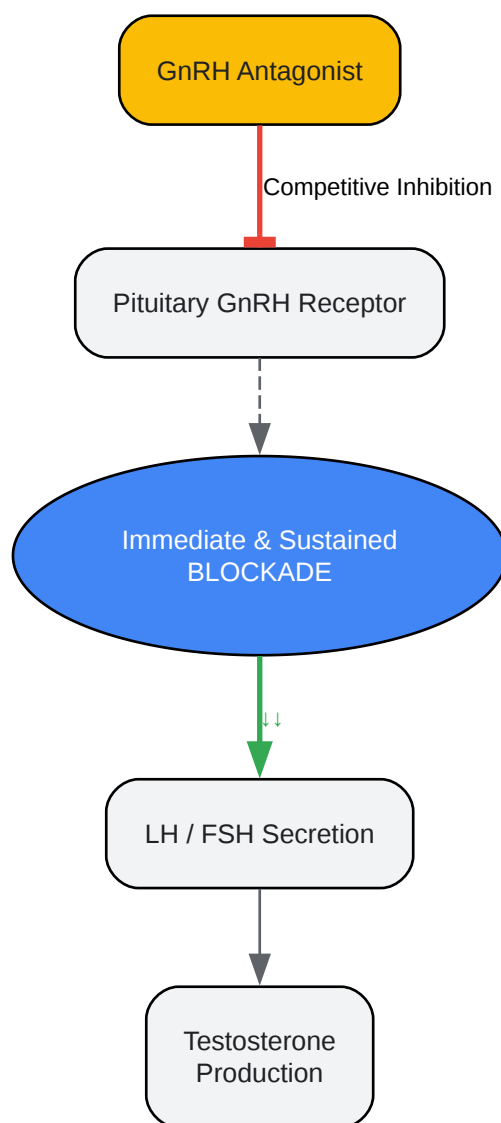 GnRH Antagonist
Competitive Inhibition
Pituitary GnRH Receptor
Immediate & Sustained
BLOCKADE
↓↓
LH / FSH Secretion
Testosterone
Production